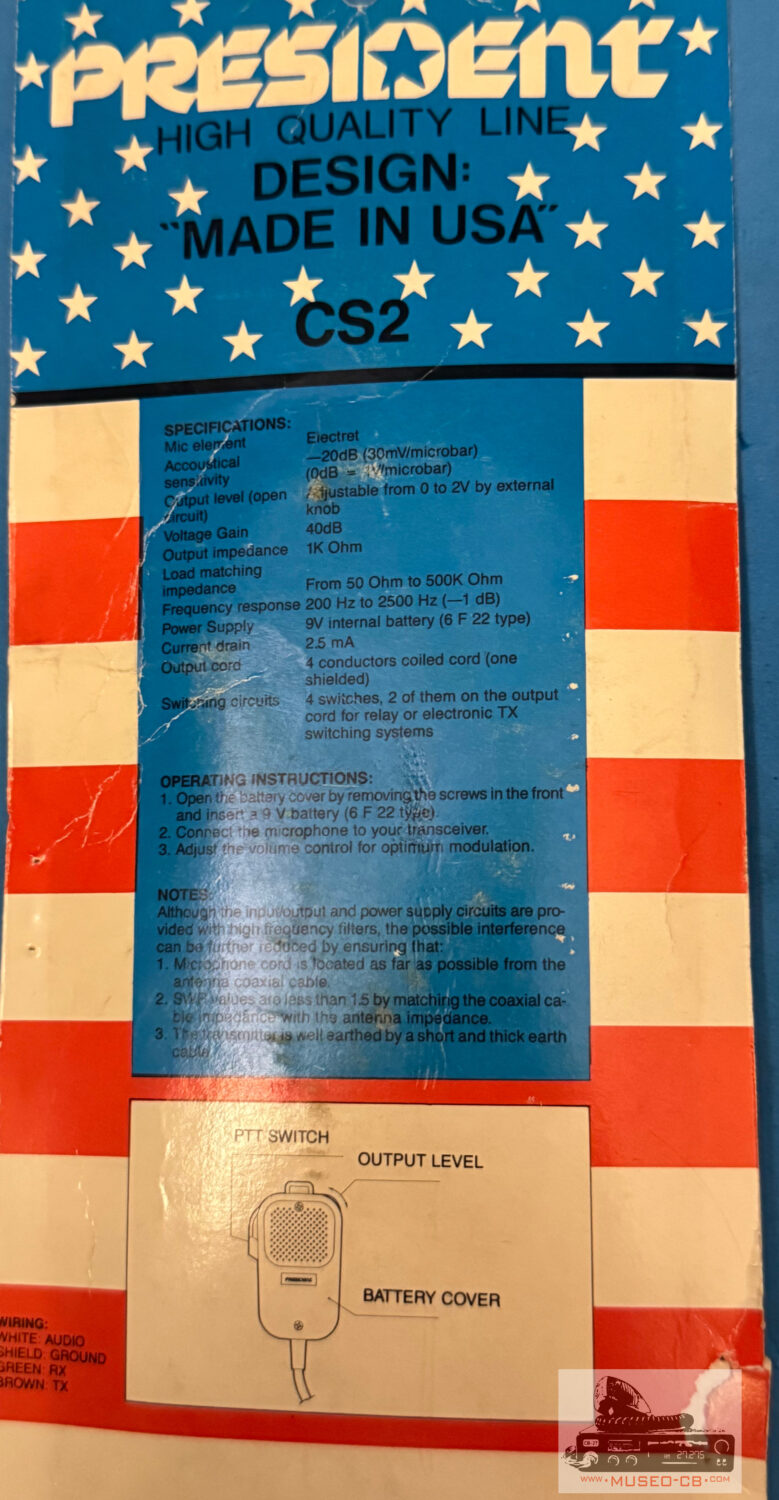 PRESIDENT
HIGH QUALITY LINE
DESIGN:
"MADE IN USA"
CS2
SPECIFICATIONS:
Mic element Electret
Accoustical sensitivity —20dB (30mV/microbar)
(0dB = 1V/microbar)
Output level (open circuit) Adjustable from 0 to 2V by external
knob
Voltage Gain 40dB
Output impedance 1K Ohm
Load matching
impedance From 50 Ohm to 500K Ohm
Frequency response 200 Hz to 2500 Hz (—1 dB)
Power Supply 9V internal battery (6 F 22 type)
Current drain 2.5 mA
Output cord 4 conductors coiled cord (one
shielded)
Switching circuits 4 switches, 2 of them on the output
cord for relay or electronic TX
switching systems
OPERATING INSTRUCTIONS:
1. Open the battery cover by removing the screws in the front
and insert a 9 V battery (6 F 22 type).
2. Connect the microphone to your transceiver.
3. Adjust the volume control for optimum modulation.
NOTES:
Although the input/output and power supply circuits are pro-
vided with high frequency filters, the possible interference
can be further reduced by ensuring that:
1. Microphone cord is located as far as possible from the
antenna coaxial cable.
2. SWR values are less than 1.5 by matching the coaxial ca-
ble impedance with the antenna impedance.
3. The transmitter is well earthed by a short and thick earth
cable
PTT SWITCH
OUTPUT LEVEL
PRESIDENT
BATTERY COVER
WIRING:
WHITE: AUDIO
SHIELD: GROUND
GREEN: RX
BROWN: TX
27.275
WWW.MUSEO-CB.COM